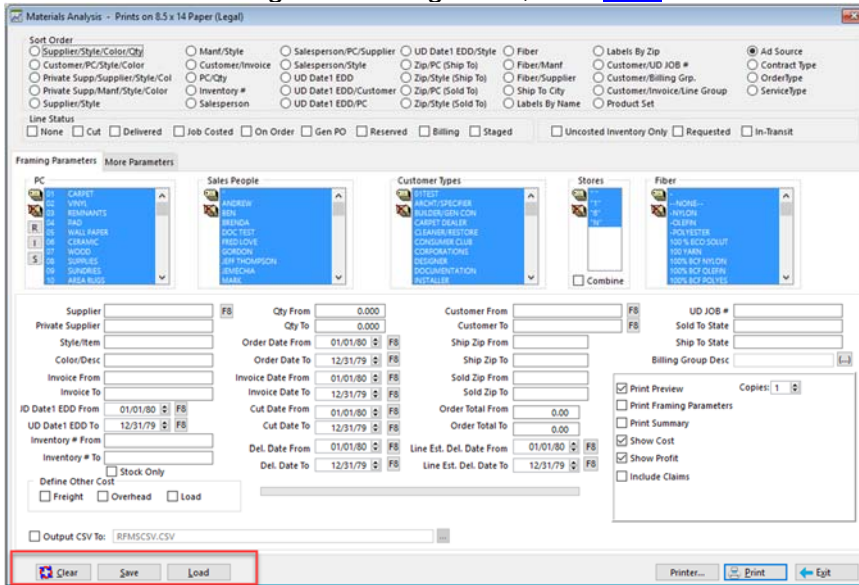 Materials Analysis - Prints on 8.5 x 14 Paper (Legal)
Sort Order
Supplier/Style/Color/Qty Manf/Style Salesperson/PC/Supplier UD Date1 EDD/Style Fiber Labels By Zip Ad Source
Customer/PC/Style/Color Customer/Invoice Salesperson/Style Zip/PC (Ship To) Fiber/Manf Customer/UD JOB # Contract Type
Private Supp/Supplier/Style/Col PC/Qty UD Date1 EDD Zip/Style (Ship To) Fiber/Supplier Customer/Billing Grp. OrderType
Private Supp/Manf/Style/Color Inventory # UD Date1 EDD/Customer Zip/PC (Sold To) Ship To City Customer/Invoice/Line Group ServiceType
Supplier/Style Salesperson UD Date1 EDD/PC Zip/Style (Sold To) Labels By Name Product Set
Line Status
None Cut Delivered Job Costed On Order Gen PO Reserved Billing Staged Uncosted Inventory Only Requested In-Transit
Framing Parameters More Parameters
PC Sales People Customer Types Stores Fiber
01 CARPET 01TEST
02 VINYL ANDREW ARCHT/SPECIFIER "1" --NONE--
03 REMNANTS BEN BUILDER/GEN CON "8" -NYLON
04 PAD BRENDA CARPET DEALER "N" -OLEFIN
R 05 WALL PAPER DOC TEST CLEANER/RESTORE -POLYESTER
06 CERAMIC FRED LOVE CONSUMER CLUB 100 % ECO SOLUT
I 07 WOOD GORDON CORPORATIONS 100 YARN
S 08 SUPPLIES JEFF THOMPSON DESIGNER 100% BCF NYLON
09 SUNDRIES JEMECHIA DOCUMENTATION 100% BCF OLEFIN
10 AREA RUGS MARK INSTALLER Combine 100% BCF POLYES
Supplier F8 Qty From 0.000 Customer From F8 UD JOB #
Private Supplier Qty To 0.000 Customer To F8 Sold To State
Style/Item Order Date From 01/01/80 F8 Ship Zip From Ship To State
Color/Desc Order Date To 12/31/79 F8 Ship Zip To Billing Group Desc (...)
Invoice From Invoice Date From 01/01/80 F8 Sold Zip From
Invoice To Invoice Date To 12/31/79 F8 Sold Zip To Print Preview Copies: 1
JD Date1 EDD From 01/01/80 F8 Cut Date From 01/01/80 F8 Order Total From 0.00 Print Framing Parameters
UD Date1 EDD To 12/31/79 F8 Cut Date To 12/31/79 F8 Order Total To 0.00 Print Summary
Inventory # From Del. Date From 01/01/80 F8 Line Est. Del. Date From 01/01/80 F8 Show Cost
Inventory # To Del. Date To 12/31/79 F8 Line Est. Del. Date To 12/31/79 F8 Show Profit
Stock Only Include Claims
Define Other Cost
Freight Overhead Load
Output CSV To: RFMSCSV.CSV ...
Clear Save Load Printer... Print Exit